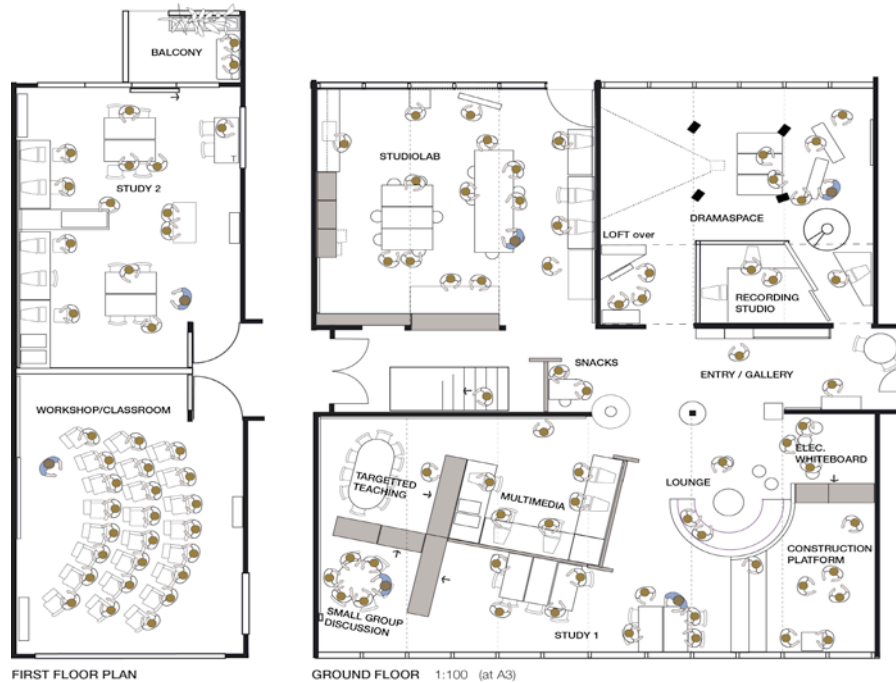 BALCONY
STUDY 2
T
WORKSHOP/CLASSROOM
FIRST FLOOR PLAN
STUDIOLAB
DRAMASPACE
LOFT over
RECORDING
STUDIO
SNACKS
ENTRY / GALLERY
TARGETTED
TEACHING
MULTIMEDIA
LOUNGE
ELEC.
WHITEBOARD
CONSTRUCTION
PLATFORM
SMALL GROUP
DISCUSSION
STUDY 1
GROUND FLOOR 1:100 (at A3)